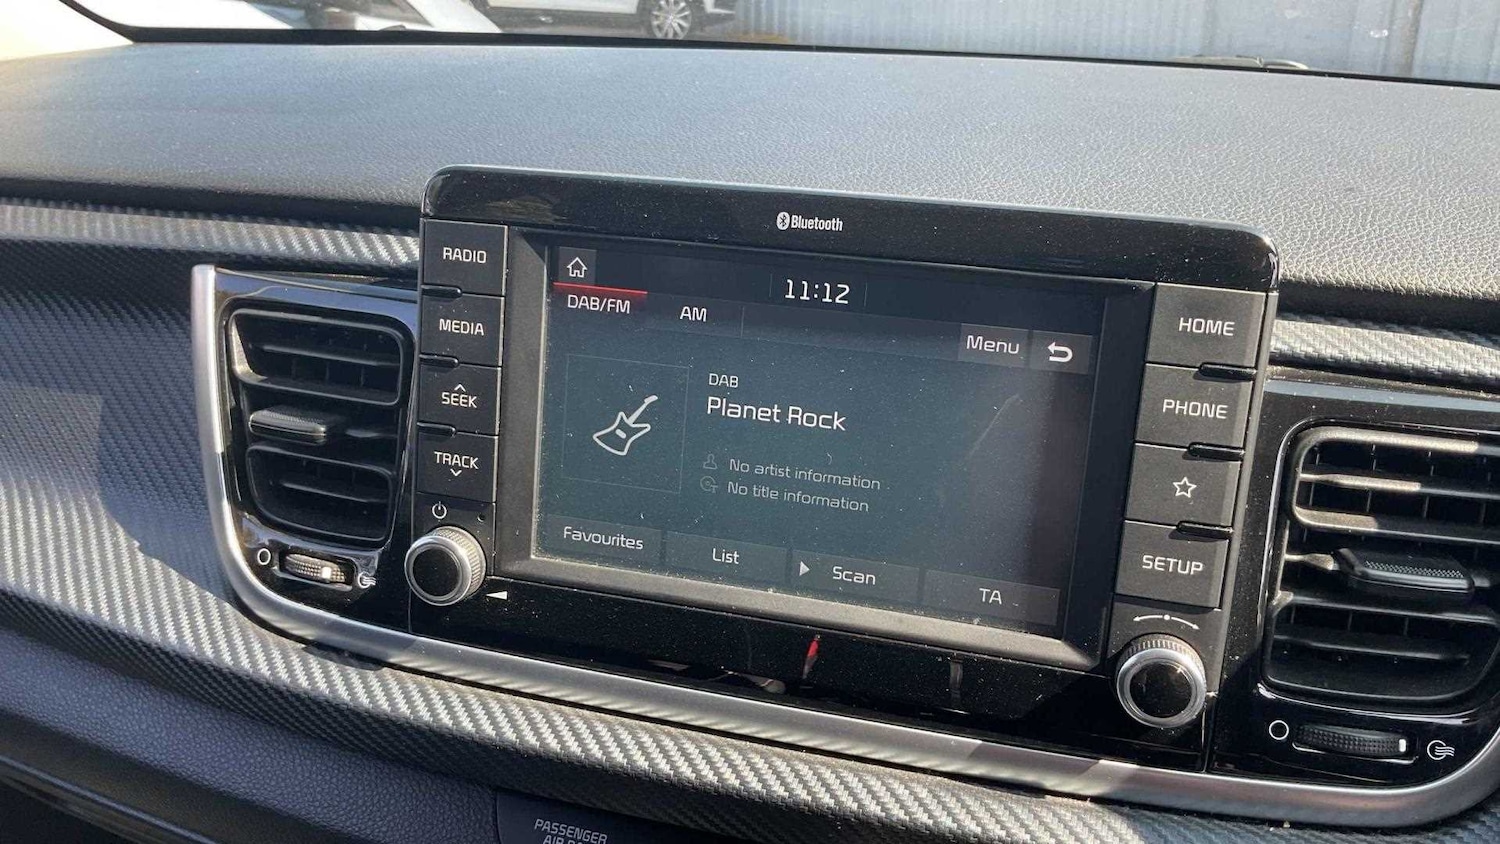 Bluetooth
RADIO
MEDIA
SEEK
TRACK
11:12
DAB/FM
AM
Menu
DAB
Planet Rock
No artist information
No title information
Favourites
List
Scan
TA
HOME
PHONE
SETUP
PASSENGER
AIR